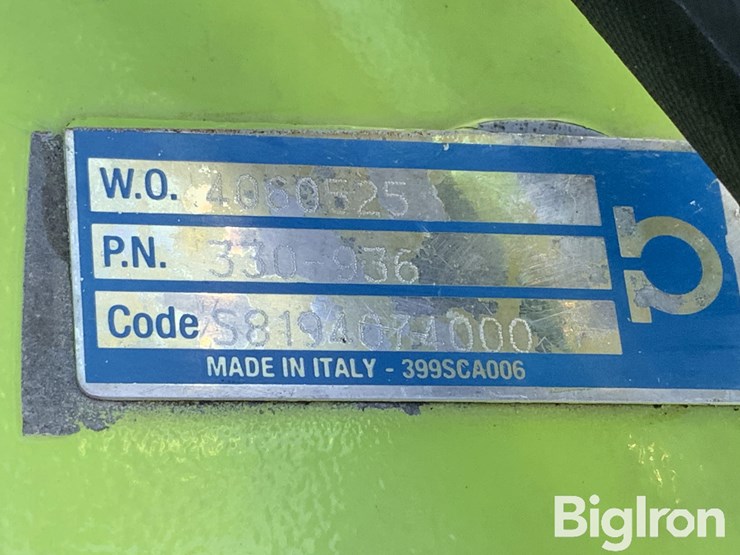 W.O. 4060525
P.N. 330-936
Code S8194074000
MADE IN ITALY - 399SCA006
BigIron